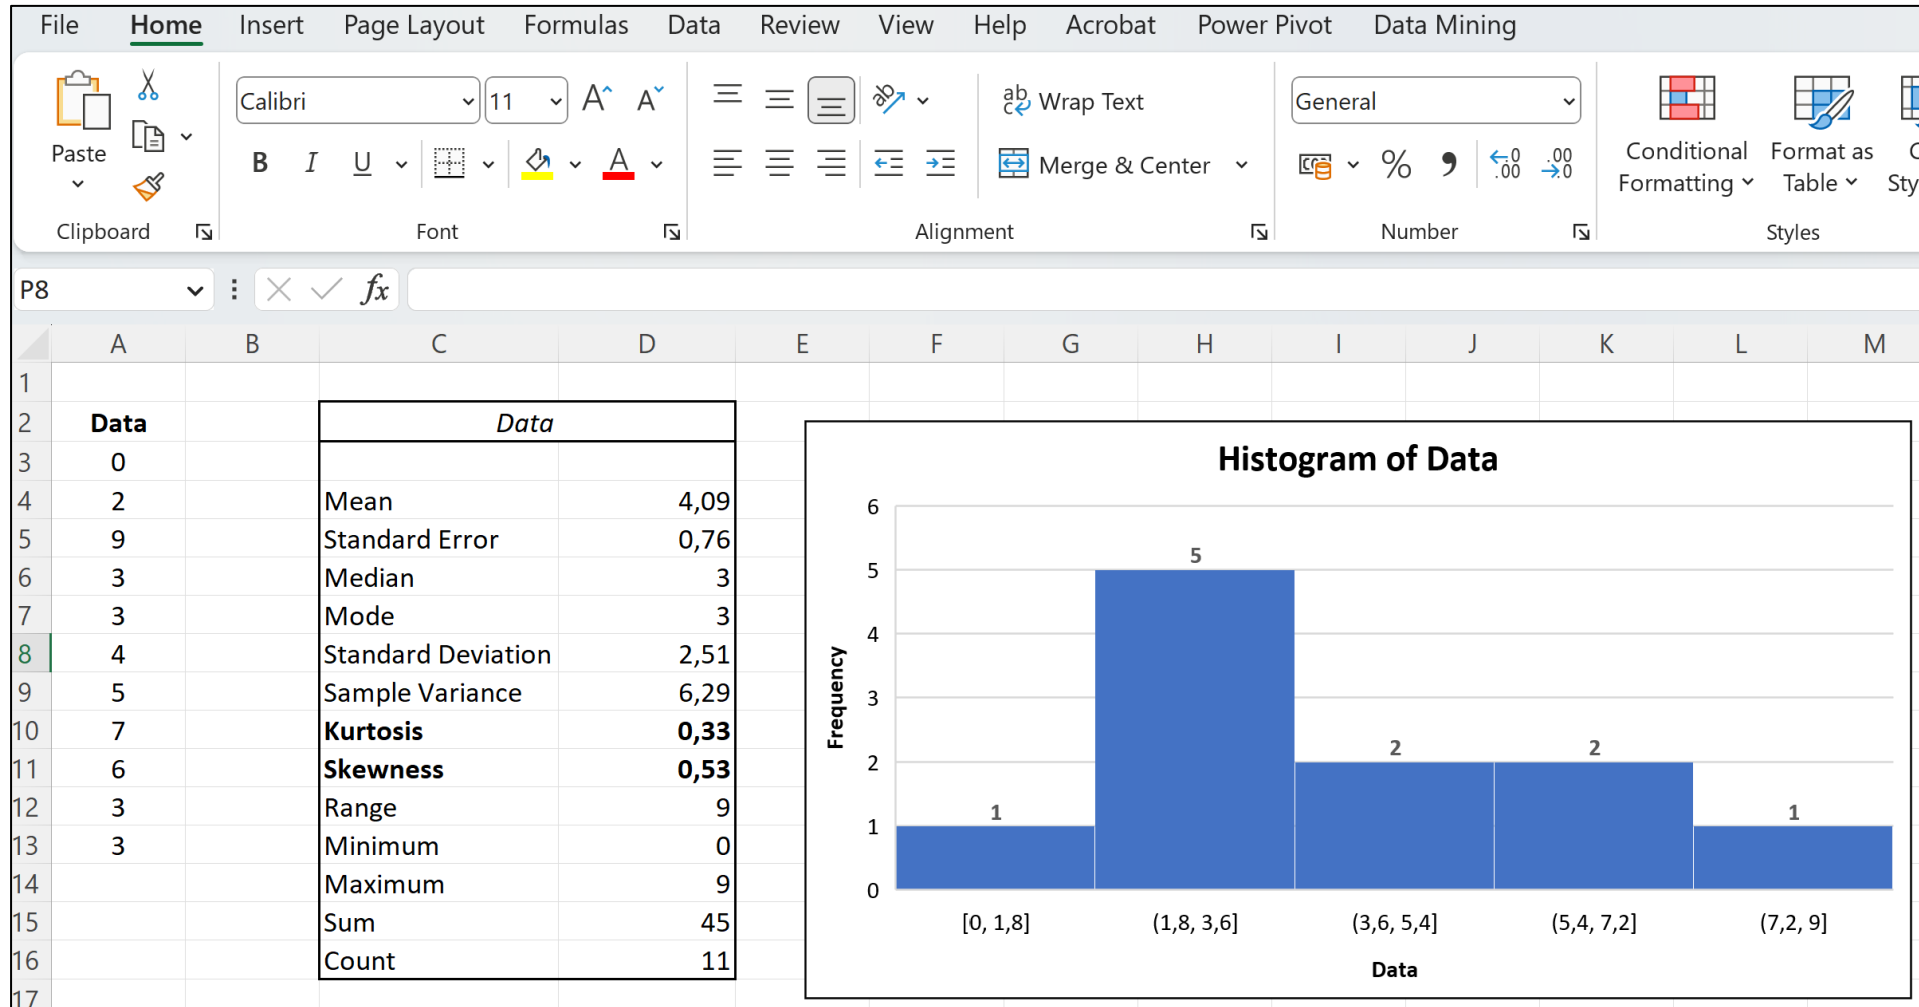 File Home Insert Page Layout Formulas Data Review View Help Acrobat Power Pivot Data Mining
Calibri 11 A A ab Wrap Text General
Paste B I U A Merge & Center % 9 Conditional Formatting Format as Table Sty
Clipboard Font Alignment Number Styles
P8 fx
A B C D E F G H I J K L M
1
2 Data Data
3 0
4 2 Mean 4,09
5 9 Standard Error 0,76
6 3 Median 3
7 3 Mode 3
8 4 Standard Deviation 2,51
9 5 Sample Variance 6,29
10 7 Kurtosis 0,33
11 6 Skewness 0,53
12 3 Range 9
13 3 Minimum 0
14 Maximum 9
15 Sum 45
16 Count 11
17
Histogram of Data
Frequency
6
5
4
3
2
1
0
1 5 2 2 1
[0, 1,8] (1,8, 3,6] (3,6, 5,4] (5,4, 7,2] (7,2, 9]
Data